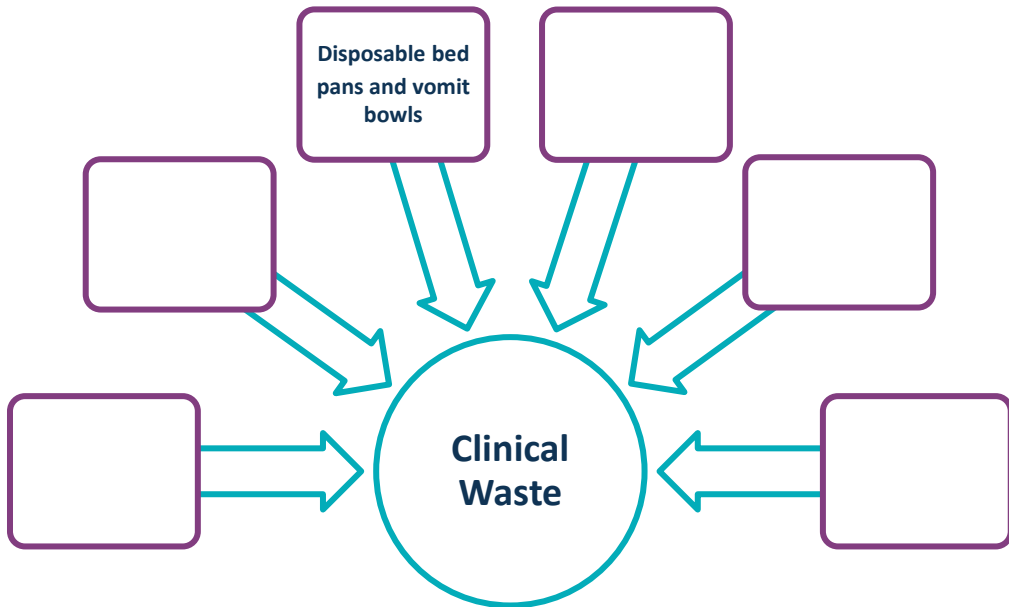 Disposable bed
pans and vomit
bowls
Clinical
Waste